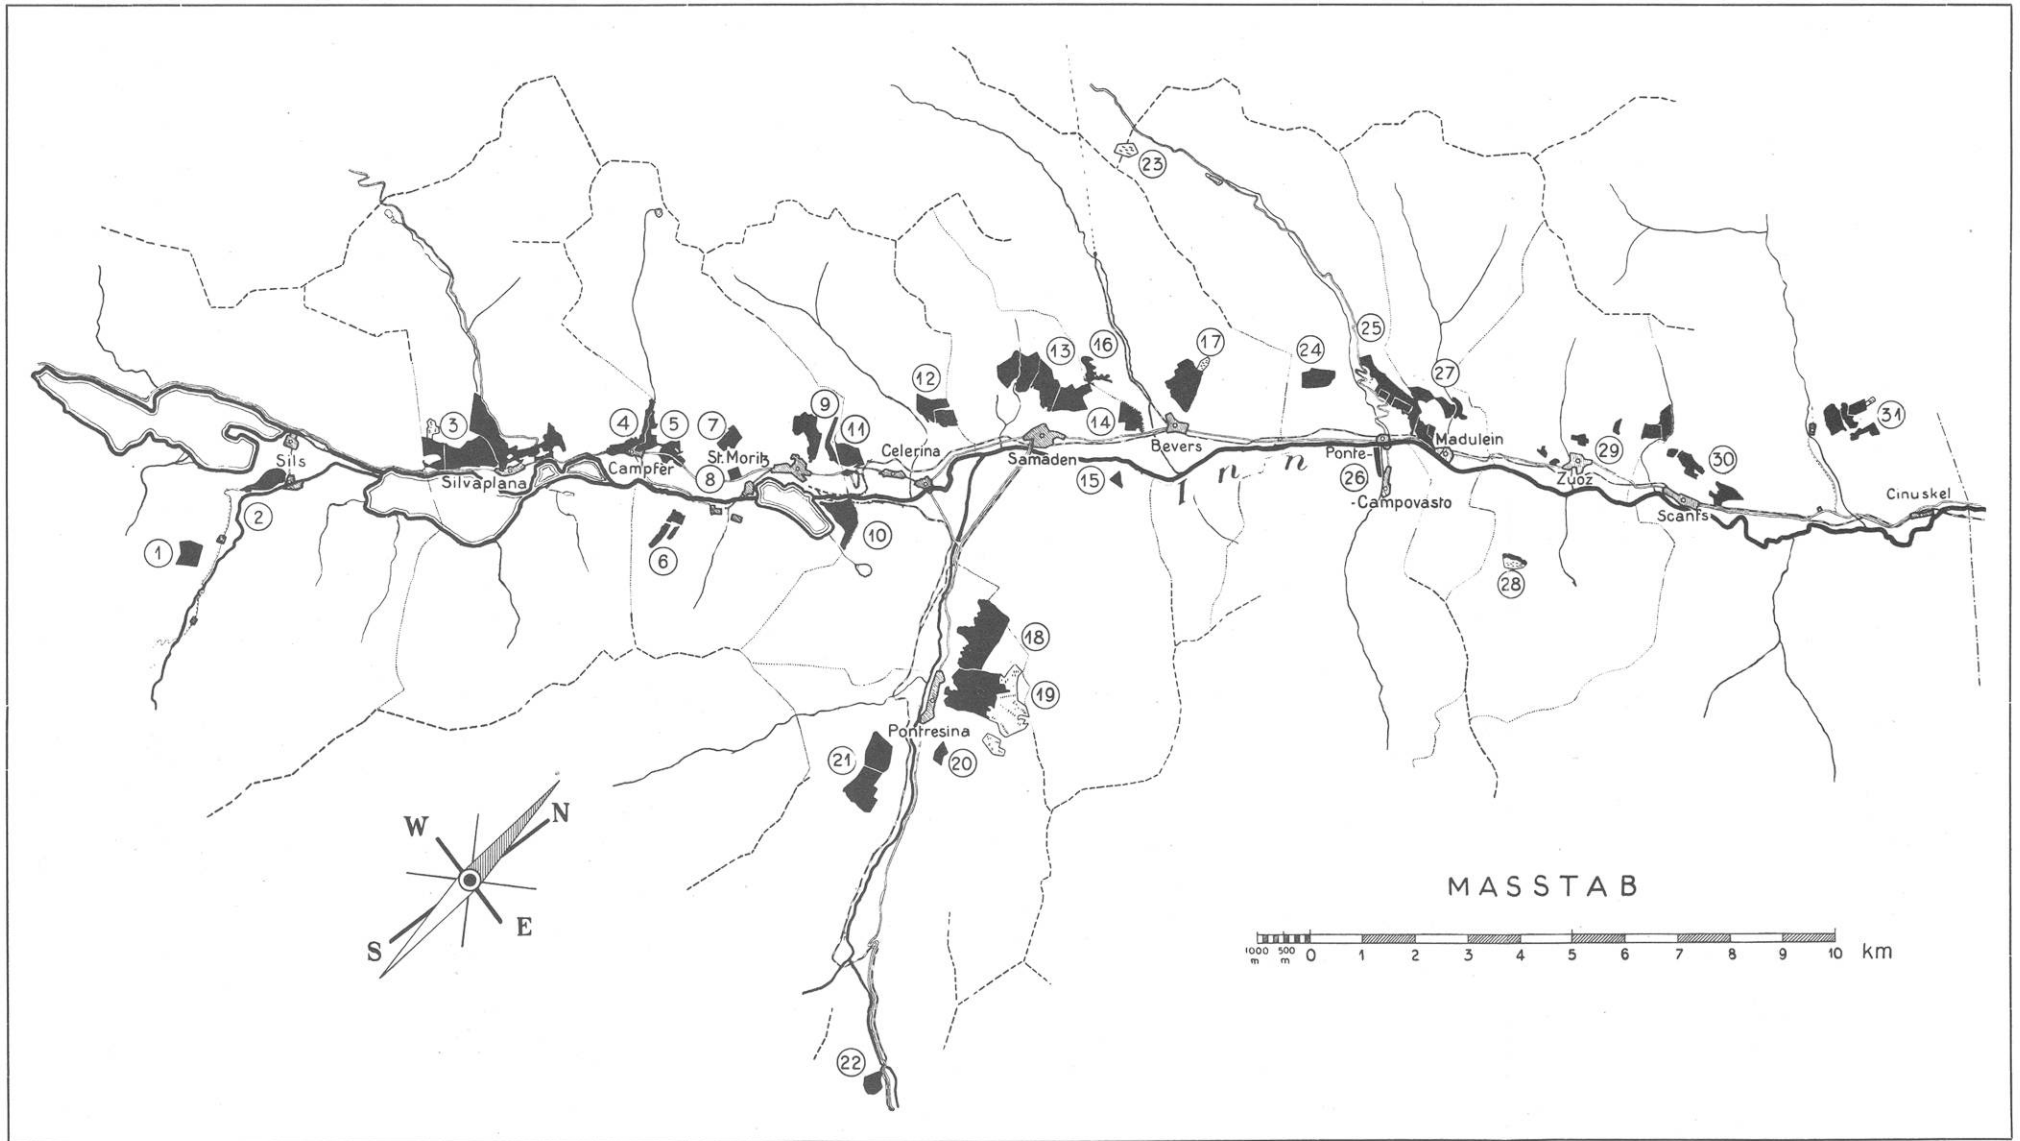 23
25
17
24
13
16
27
12
9
31
3
4
5
7
11
14
St. Moritz
Celerina
Samaden
Bevers
Madulein
29
Sils
Silvaplana
Campfer
8
15
Inn
Ponte-
26
-Campovasto
Zuoz
30
Scanfs
Cinuskel
2
1
6
10
28
18
19
Pontresina
21
20
W
N
S
E
MASSTAB
1000 m
500 m
0 1 2 3 4 5 6 7 8 9 10 km
22